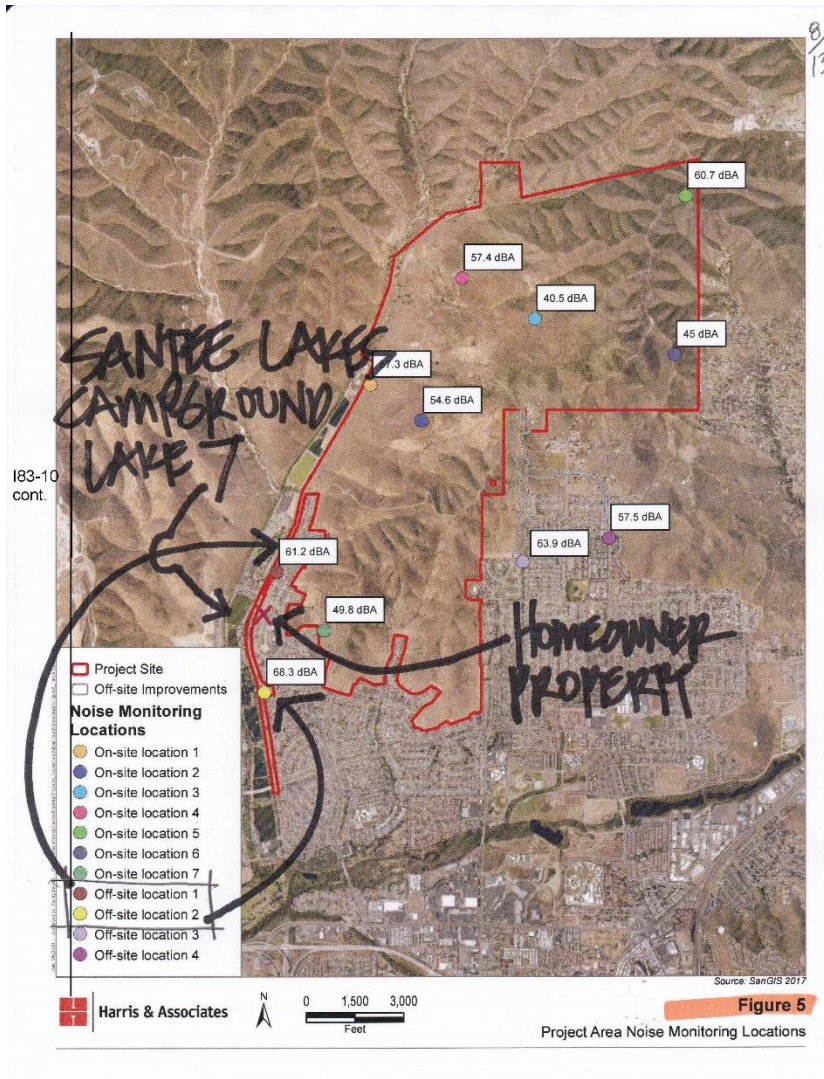 8/13
60.7 dBA
57.4 dBA
40.5 dBA
45 dBA
SANTEE LAKES
57.3 dBA
CAMPGROUND
54.6 dBA
LAKE 7
I83-10
cont.
57.5 dBA
63.9 dBA
61.2 dBA
49.8 dBA
HOMEOWNER
PROPERTY
68.3 dBA
Project Site
Off-site Improvements
Noise Monitoring
Locations
On-site location 1
On-site location 2
On-site location 3
On-site location 4
On-site location 5
On-site location 6
On-site location 7
Off-site location 1
Off-site location 2
Off-site location 3
Off-site location 4
Source: SanGIS 2017
Harris & Associates
N
0 1,500 3,000
Feet
Figure 5
Project Area Noise Monitoring Locations